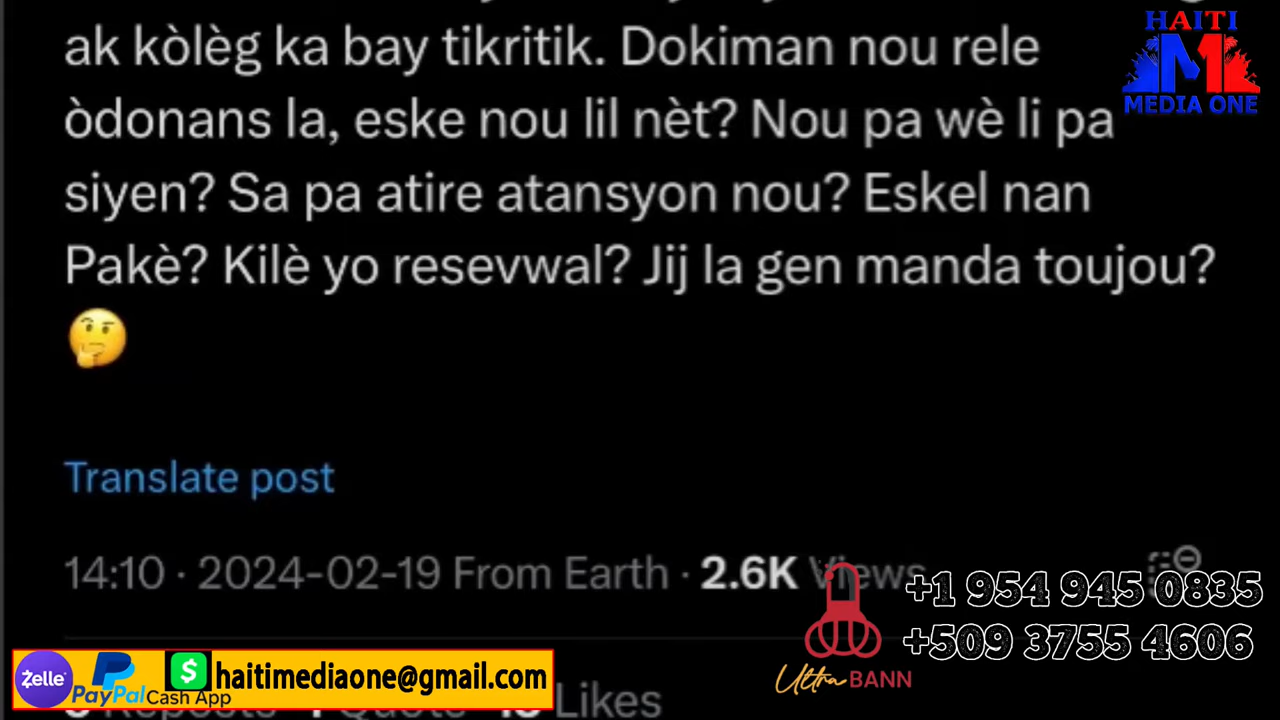 ak kòlèg ka bay tikritik. Dokiman nou rele
òdonans la, eske nou lil nèt? Nou pa wè li pa
siyen? Sa pa atire atansyon nou? Eskel nan
Pakè? Kilè yo resevwal? Jij la gen manda toujou?
🤔
Translate post
14:10 · 2024-02-19 From Earth · 2.6K Views
Reposts Quote Likes
HAITI
M
MEDIA ONE
+1 954 945 0835
+509 3755 4606
Ultra BANN
Zelle
PayPal
$
Cash App
haitimediaone@gmail.com